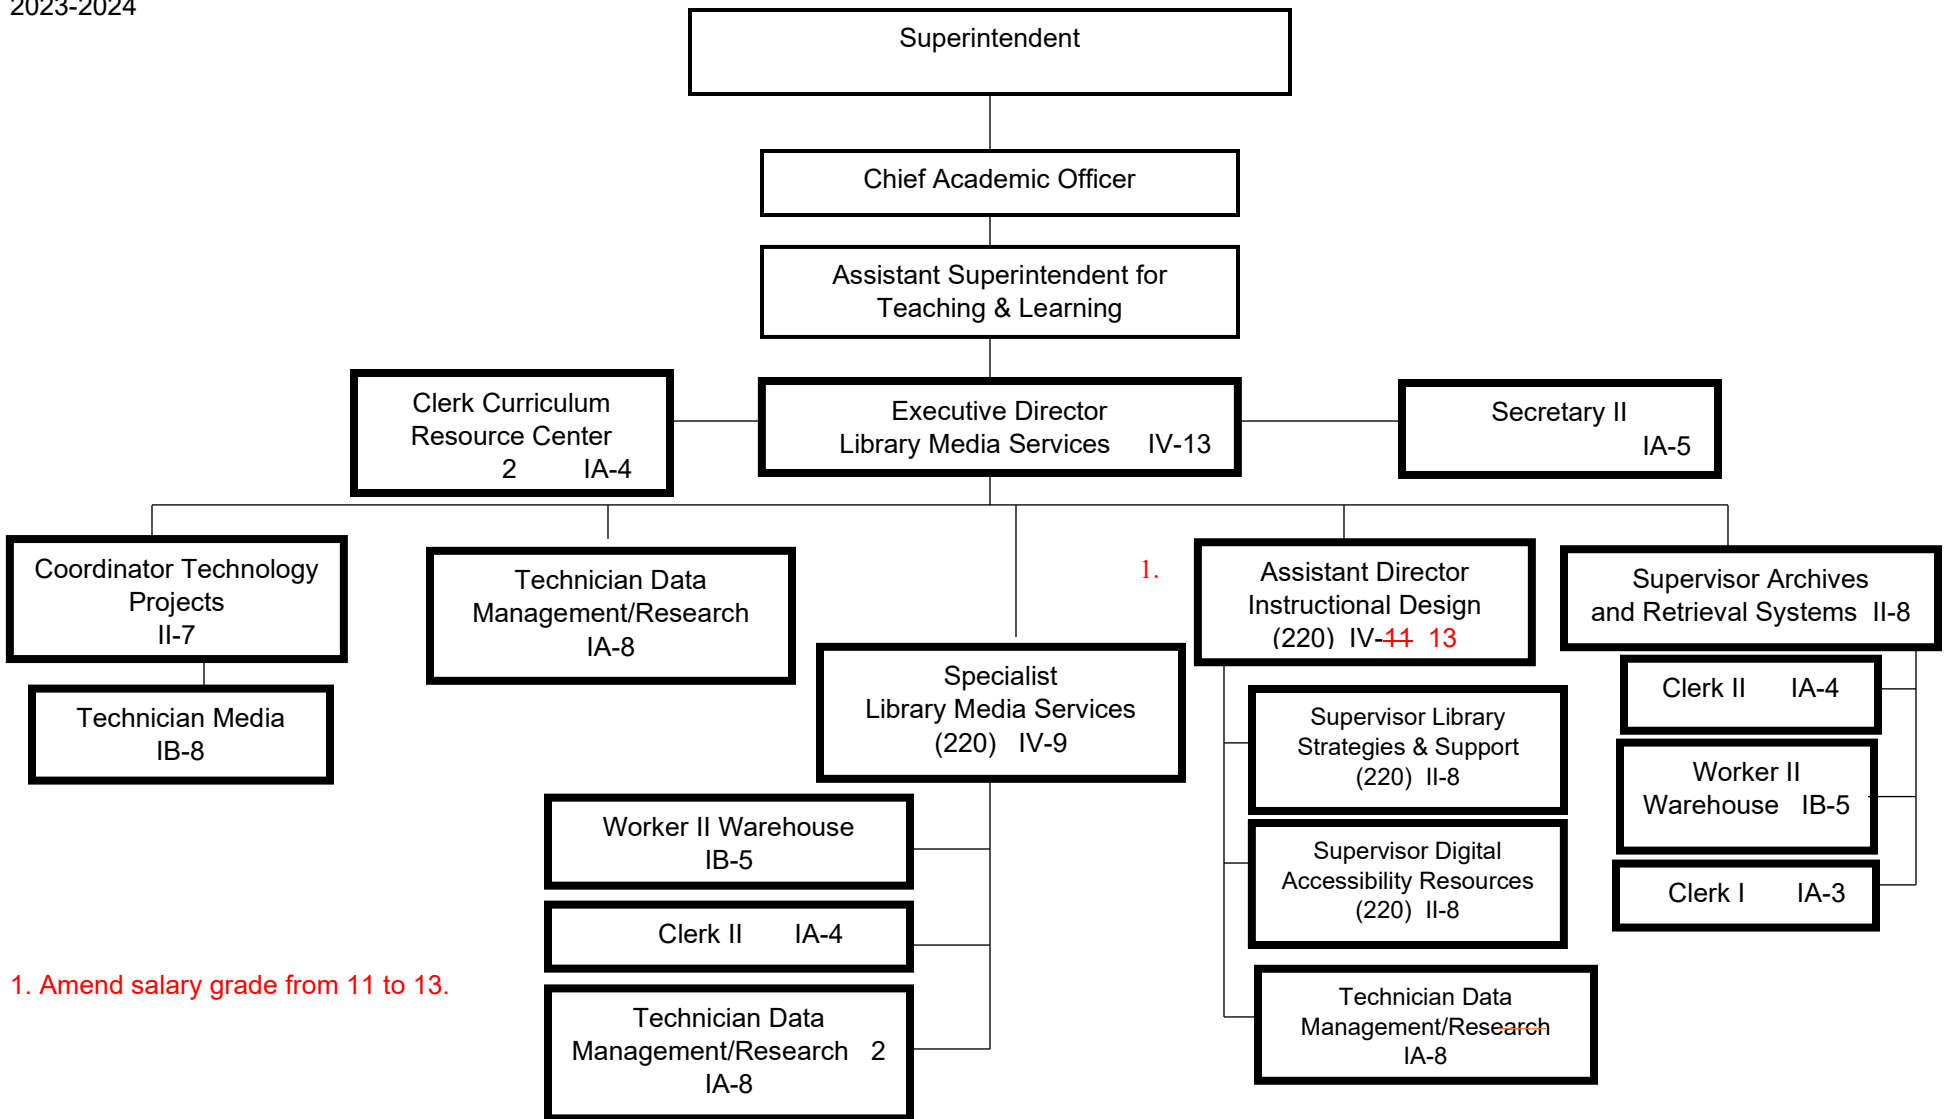 2023-2024
Superintendent
Chief Academic Officer
Assistant Superintendent for
Teaching & Learning
Clerk Curriculum
Resource Center
2 IA-4
Executive Director
Library Media Services IV-13
Secretary II
IA-5
Coordinator Technology
Projects
II-7
Technician Media
IB-8
Technician Data
Management/Research
IA-8
Specialist
Library Media Services
(220) IV-9
Worker II Warehouse
IB-5
Clerk II IA-4
Technician Data
Management/Research 2
IA-8
1.
Assistant Director
Instructional Design
(220) IV-11 13
Supervisor Library
Strategies & Support
(220) II-8
Supervisor Digital
Accessibility Resources
(220) II-8
Technician Data
Management/Research
IA-8
Supervisor Archives
and Retrieval Systems II-8
Clerk II IA-4
Worker II
Warehouse IB-5
Clerk I IA-3
1. Amend salary grade from 11 to 13.